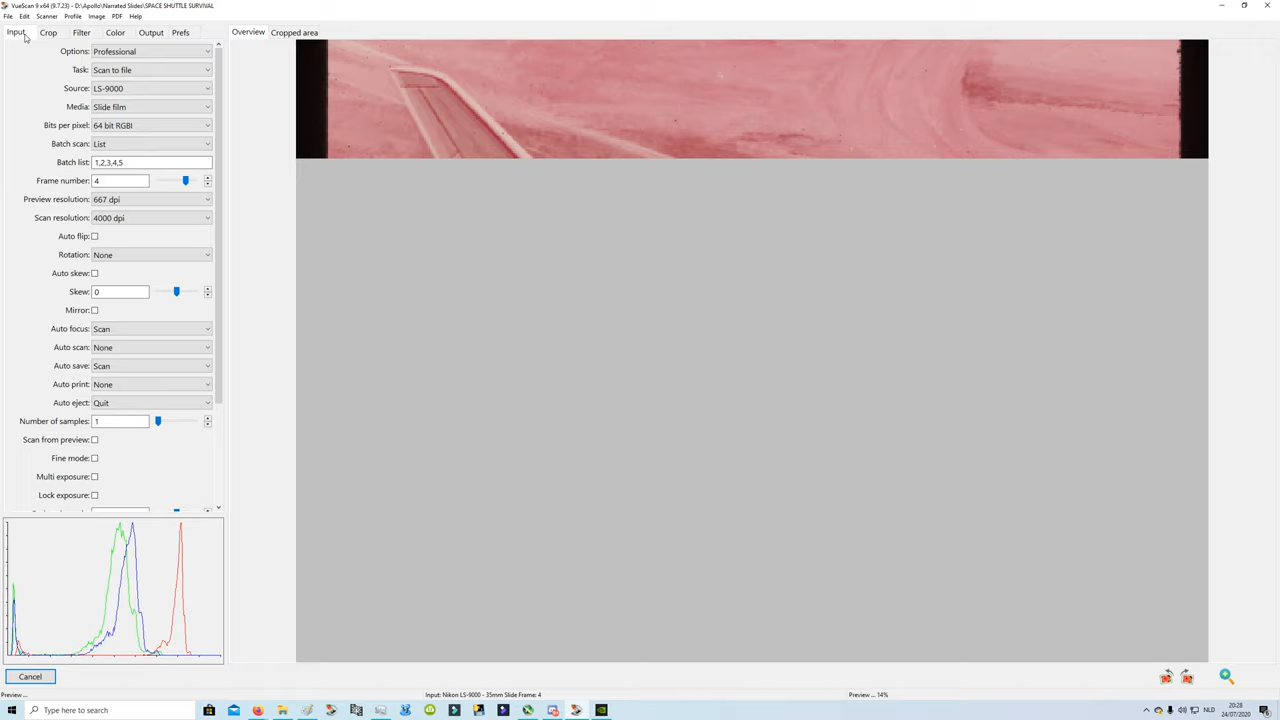 VueScan 9 x64 (9.7.23) - D:\Apollo\Narrated Slides\SPACE SHUTTLE SURVIVAL
File Edit Scanner Profile Image PDF Help
Input Crop Filter Color Output Prefs Overview Cropped area
Options: Professional
Task: Scan to file
Source: LS-9000
Media: Slide film
Bits per pixel: 64 bit RGBI
Batch scan: List
Batch list: 1,2,3,4,5
Frame number: 4
Preview resolution: 667 dpi
Scan resolution: 4000 dpi
Auto flip:
Rotation: None
Auto skew:
Skew: 0
Mirror:
Auto focus: Scan
Auto scan: None
Auto save: Scan
Auto print: None
Auto eject: Quit
Number of samples: 1
Scan from preview:
Fine mode:
Multi exposure:
Lock exposure:
Cancel
Preview ... Input: Nikon LS-9000 - 35mm Slide Frame: 4 Preview ... 14%
Type here to search
NLD
20:28
24/07/2020